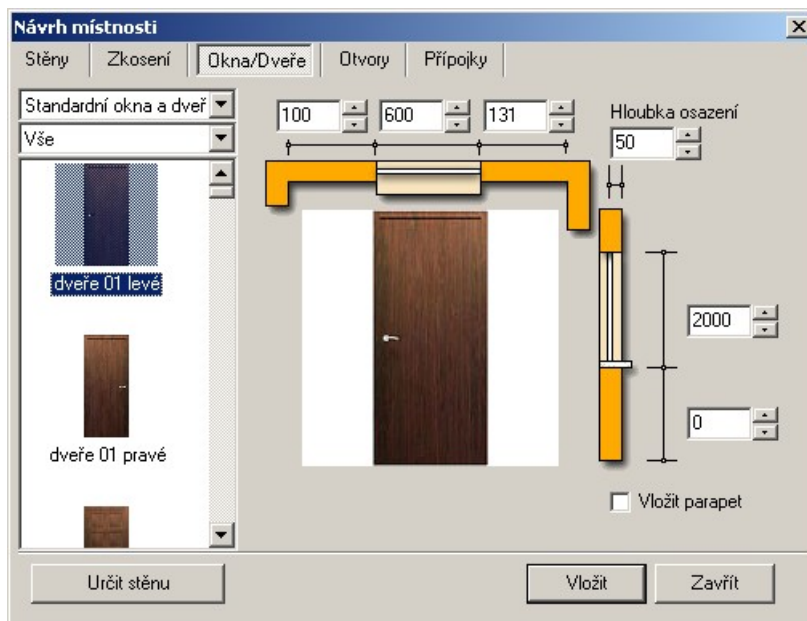 Návrh místnosti
Stěny Zkosení Okna/Dveře Otvory Přípojky
Standardní okna a dveř
Vše
100 600 131
Hloubka osazení
50
dveře 01 levé
2000
dveře 01 pravé
0
Vložit parapet
Určit stěnu Vložit Zavřít